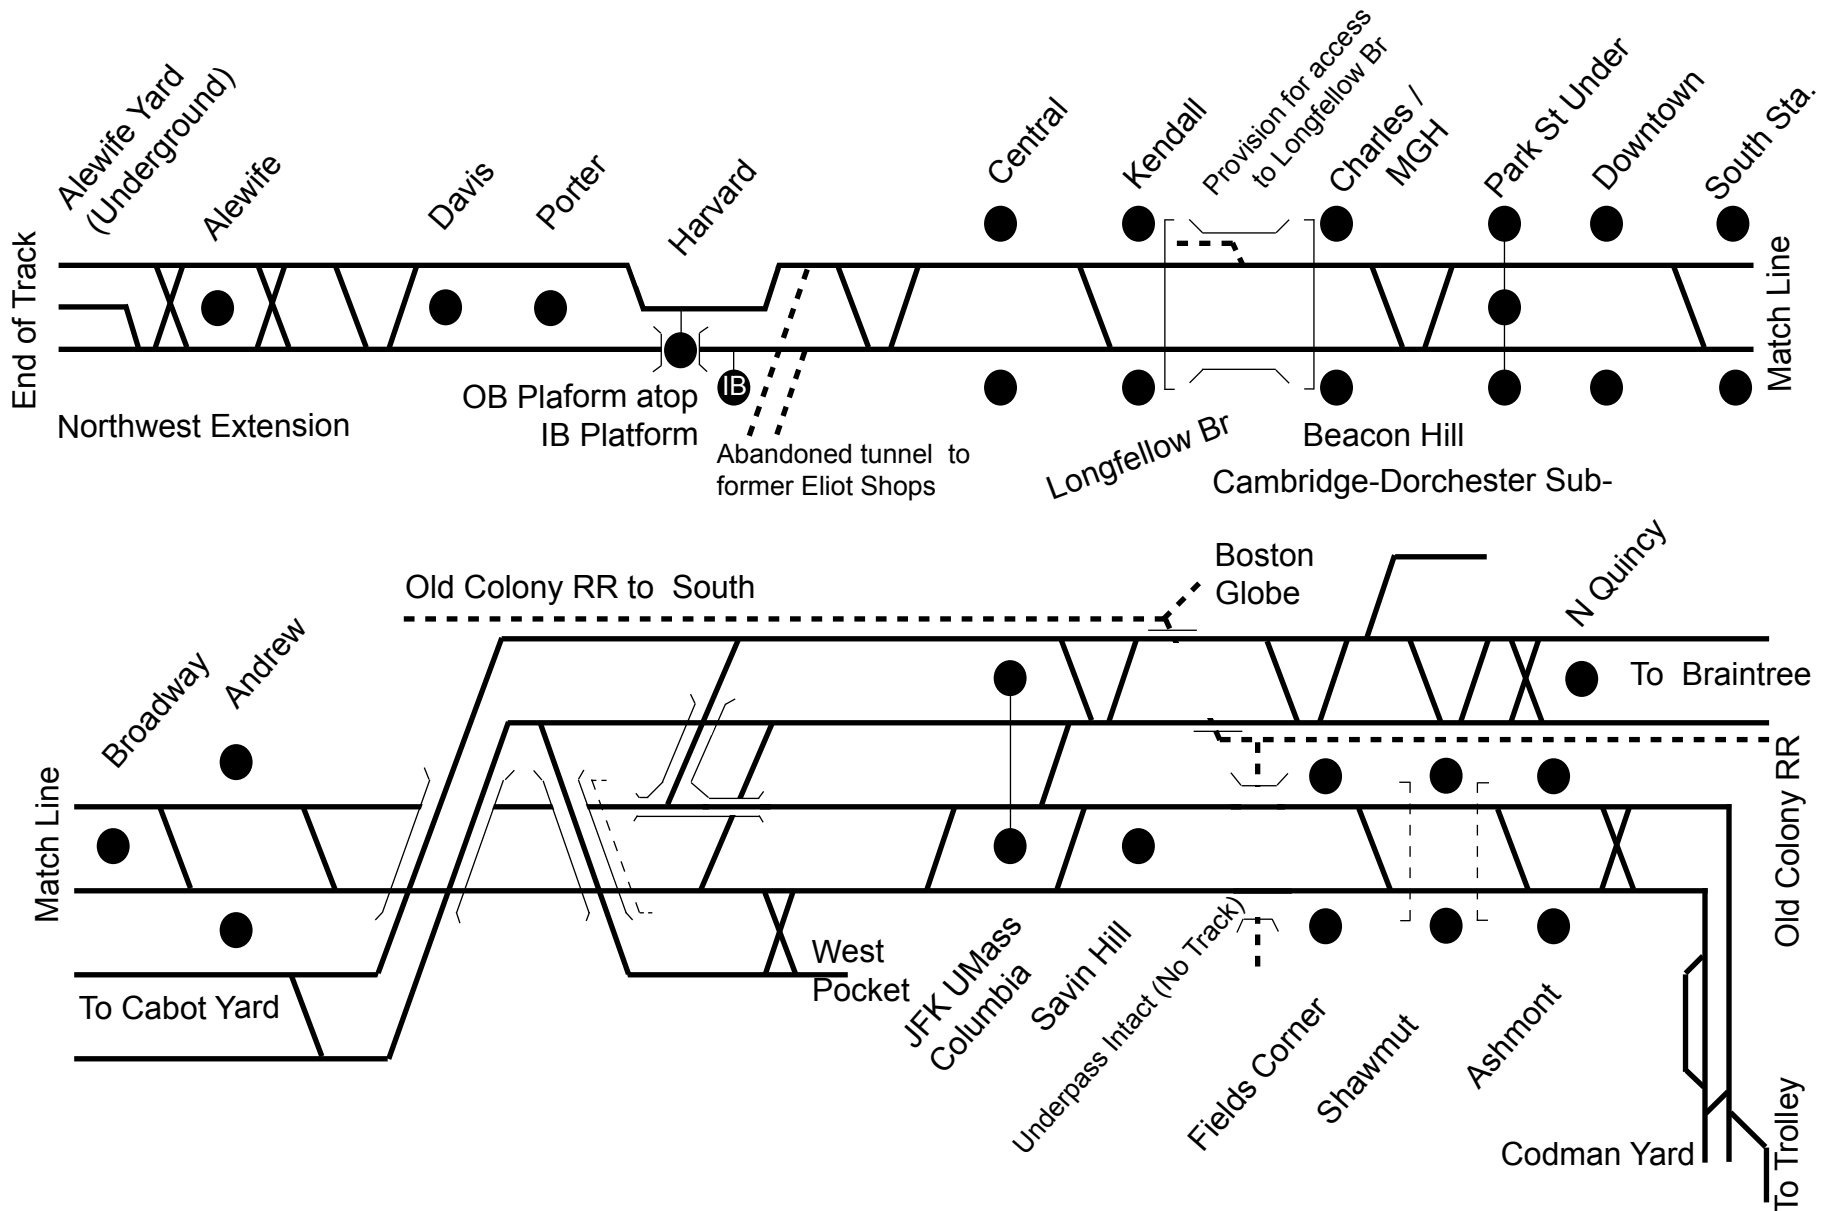 Alewife Yard
(Underground)
Alewife
Davis
Porter
Harvard
Central
Kendall
Provision for access
to Longfellow Br
Charles /
MGH
Park St Under
Downtown
South Sta.
End of Track
Match Line
Northwest Extension
OB Plaform atop
IB Platform
IB
Abandoned tunnel to
former Eliot Shops
Longfellow Br
Beacon Hill
Cambridge-Dorchester Sub-
Old Colony RR to South
Boston
Globe
N Quincy
Broadway
Andrew
To Braintree
Match Line
Old Colony RR
To Cabot Yard
West
Pocket
JFK UMass
Columbia
Savin Hill
Underpass Intact (No Track)
Fields Corner
Shawmut
Ashmont
Codman Yard
To Trolley